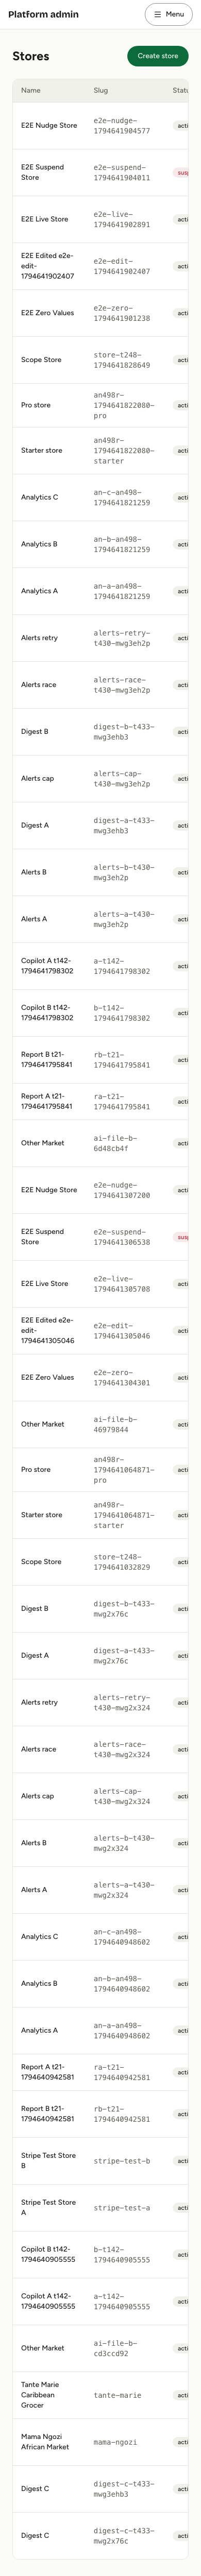 Platform admin
Menu
Stores
Create store
Name Slug Statu
E2E Nudge Store e2e-nudge-
1794641904577 acti
E2E Suspend
Store e2e-suspend-
1794641904011 susp
E2E Live Store e2e-live-
1794641902891 acti
E2E Edited e2e-
edit-
1794641902407 e2e-edit-
1794641902407 acti
E2E Zero Values e2e-zero-
1794641901238 acti
Scope Store store-t248-
1794641828649 acti
Pro store an498r-
1794641822080-
pro acti
Starter store an498r-
1794641822080-
starter acti
Analytics C an-c-an498-
1794641821259 acti
Analytics B an-b-an498-
1794641821259 acti
Analytics A an-a-an498-
1794641821259 acti
Alerts retry alerts-retry-
t430-mwg3eh2p acti
Alerts race alerts-race-
t430-mwg3eh2p acti
Digest B digest-b-t433-
mwg3ehb3 acti
Alerts cap alerts-cap-
t430-mwg3eh2p acti
Digest A digest-a-t433-
mwg3ehb3 acti
Alerts B alerts-b-t430-
mwg3eh2p acti
Alerts A alerts-a-t430-
mwg3eh2p acti
Copilot A t142-
1794641798302 a-t142-
1794641798302 acti
Copilot B t142-
1794641798302 b-t142-
1794641798302 acti
Report B t21-
1794641795841 rb-t21-
1794641795841 acti
Report A t21-
1794641795841 ra-t21-
1794641795841 acti
Other Market ai-file-b-
6d48cb4f acti
E2E Nudge Store e2e-nudge-
1794641307200 acti
E2E Suspend
Store e2e-suspend-
1794641306538 susp
E2E Live Store e2e-live-
1794641305708 acti
E2E Edited e2e-
edit-
1794641305046 e2e-edit-
1794641305046 acti
E2E Zero Values e2e-zero-
1794641304301 acti
Other Market ai-file-b-
46979844 acti
Pro store an498r-
1794641064871-
pro acti
Starter store an498r-
1794641064871-
starter acti
Scope Store store-t248-
1794641032829 acti
Digest B digest-b-t433-
mwg2x76c acti
Digest A digest-a-t433-
mwg2x76c acti
Alerts retry alerts-retry-
t430-mwg2x324 acti
Alerts race alerts-race-
t430-mwg2x324 acti
Alerts cap alerts-cap-
t430-mwg2x324 acti
Alerts B alerts-b-t430-
mwg2x324 acti
Alerts A alerts-a-t430-
mwg2x324 acti
Analytics C an-c-an498-
1794640948602 acti
Analytics B an-b-an498-
1794640948602 acti
Analytics A an-a-an498-
1794640948602 acti
Report A t21-
1794640942581 ra-t21-
1794640942581 acti
Report B t21-
1794640942581 rb-t21-
1794640942581 acti
Stripe Test Store
B stripe-test-b acti
Stripe Test Store
A stripe-test-a acti
Copilot B t142-
1794640905555 b-t142-
1794640905555 acti
Copilot A t142-
1794640905555 a-t142-
1794640905555 acti
Other Market ai-file-b-
cd3ccd92 acti
Tante Marie
Caribbean
Grocer tante-marie acti
Mama Ngozi
African Market mama-ngozi acti
Digest C digest-c-t433-
mwg3ehb3 acti
Digest C digest-c-t433-
mwg2x76c acti